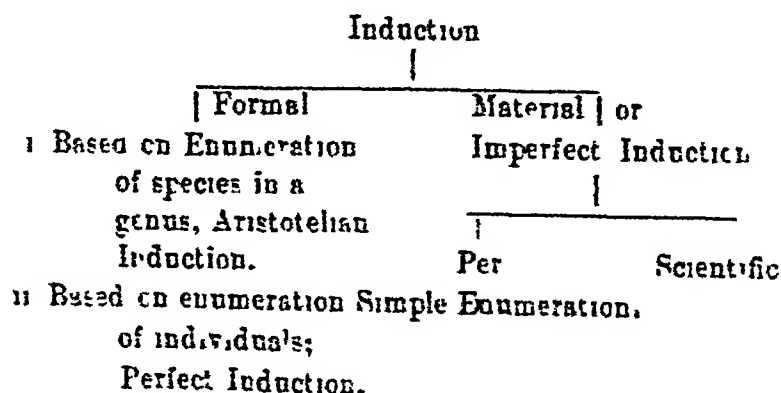 Induction
Formal Material or
i Based on Enumeration Imperfect Induction
of species in a
genus, Aristotelian
Induction. Per Scientific
ii Based on enumeration Simple Enumeration.
of individuals;
Perfect Induction.